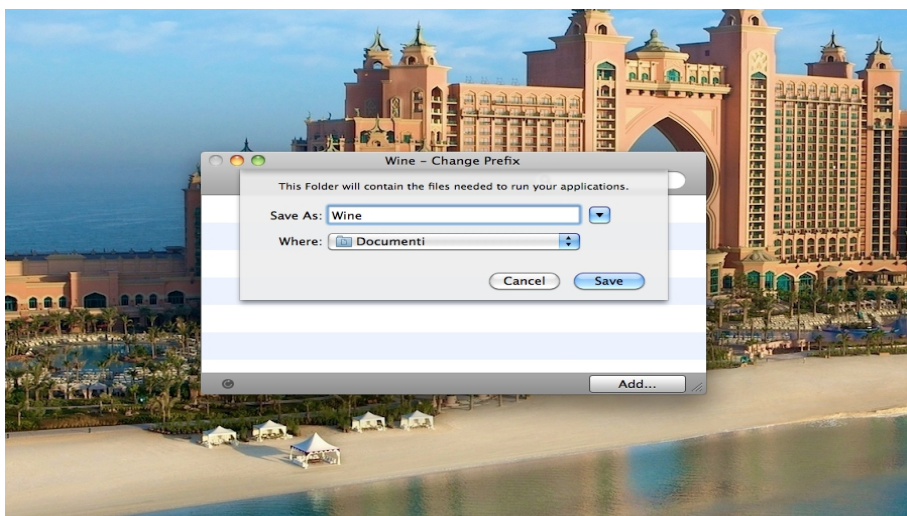 Wine – Change Prefix
This Folder will contain the files needed to run your applications.
Save As: Wine
Where: Documenti
Cancel Save
Add...